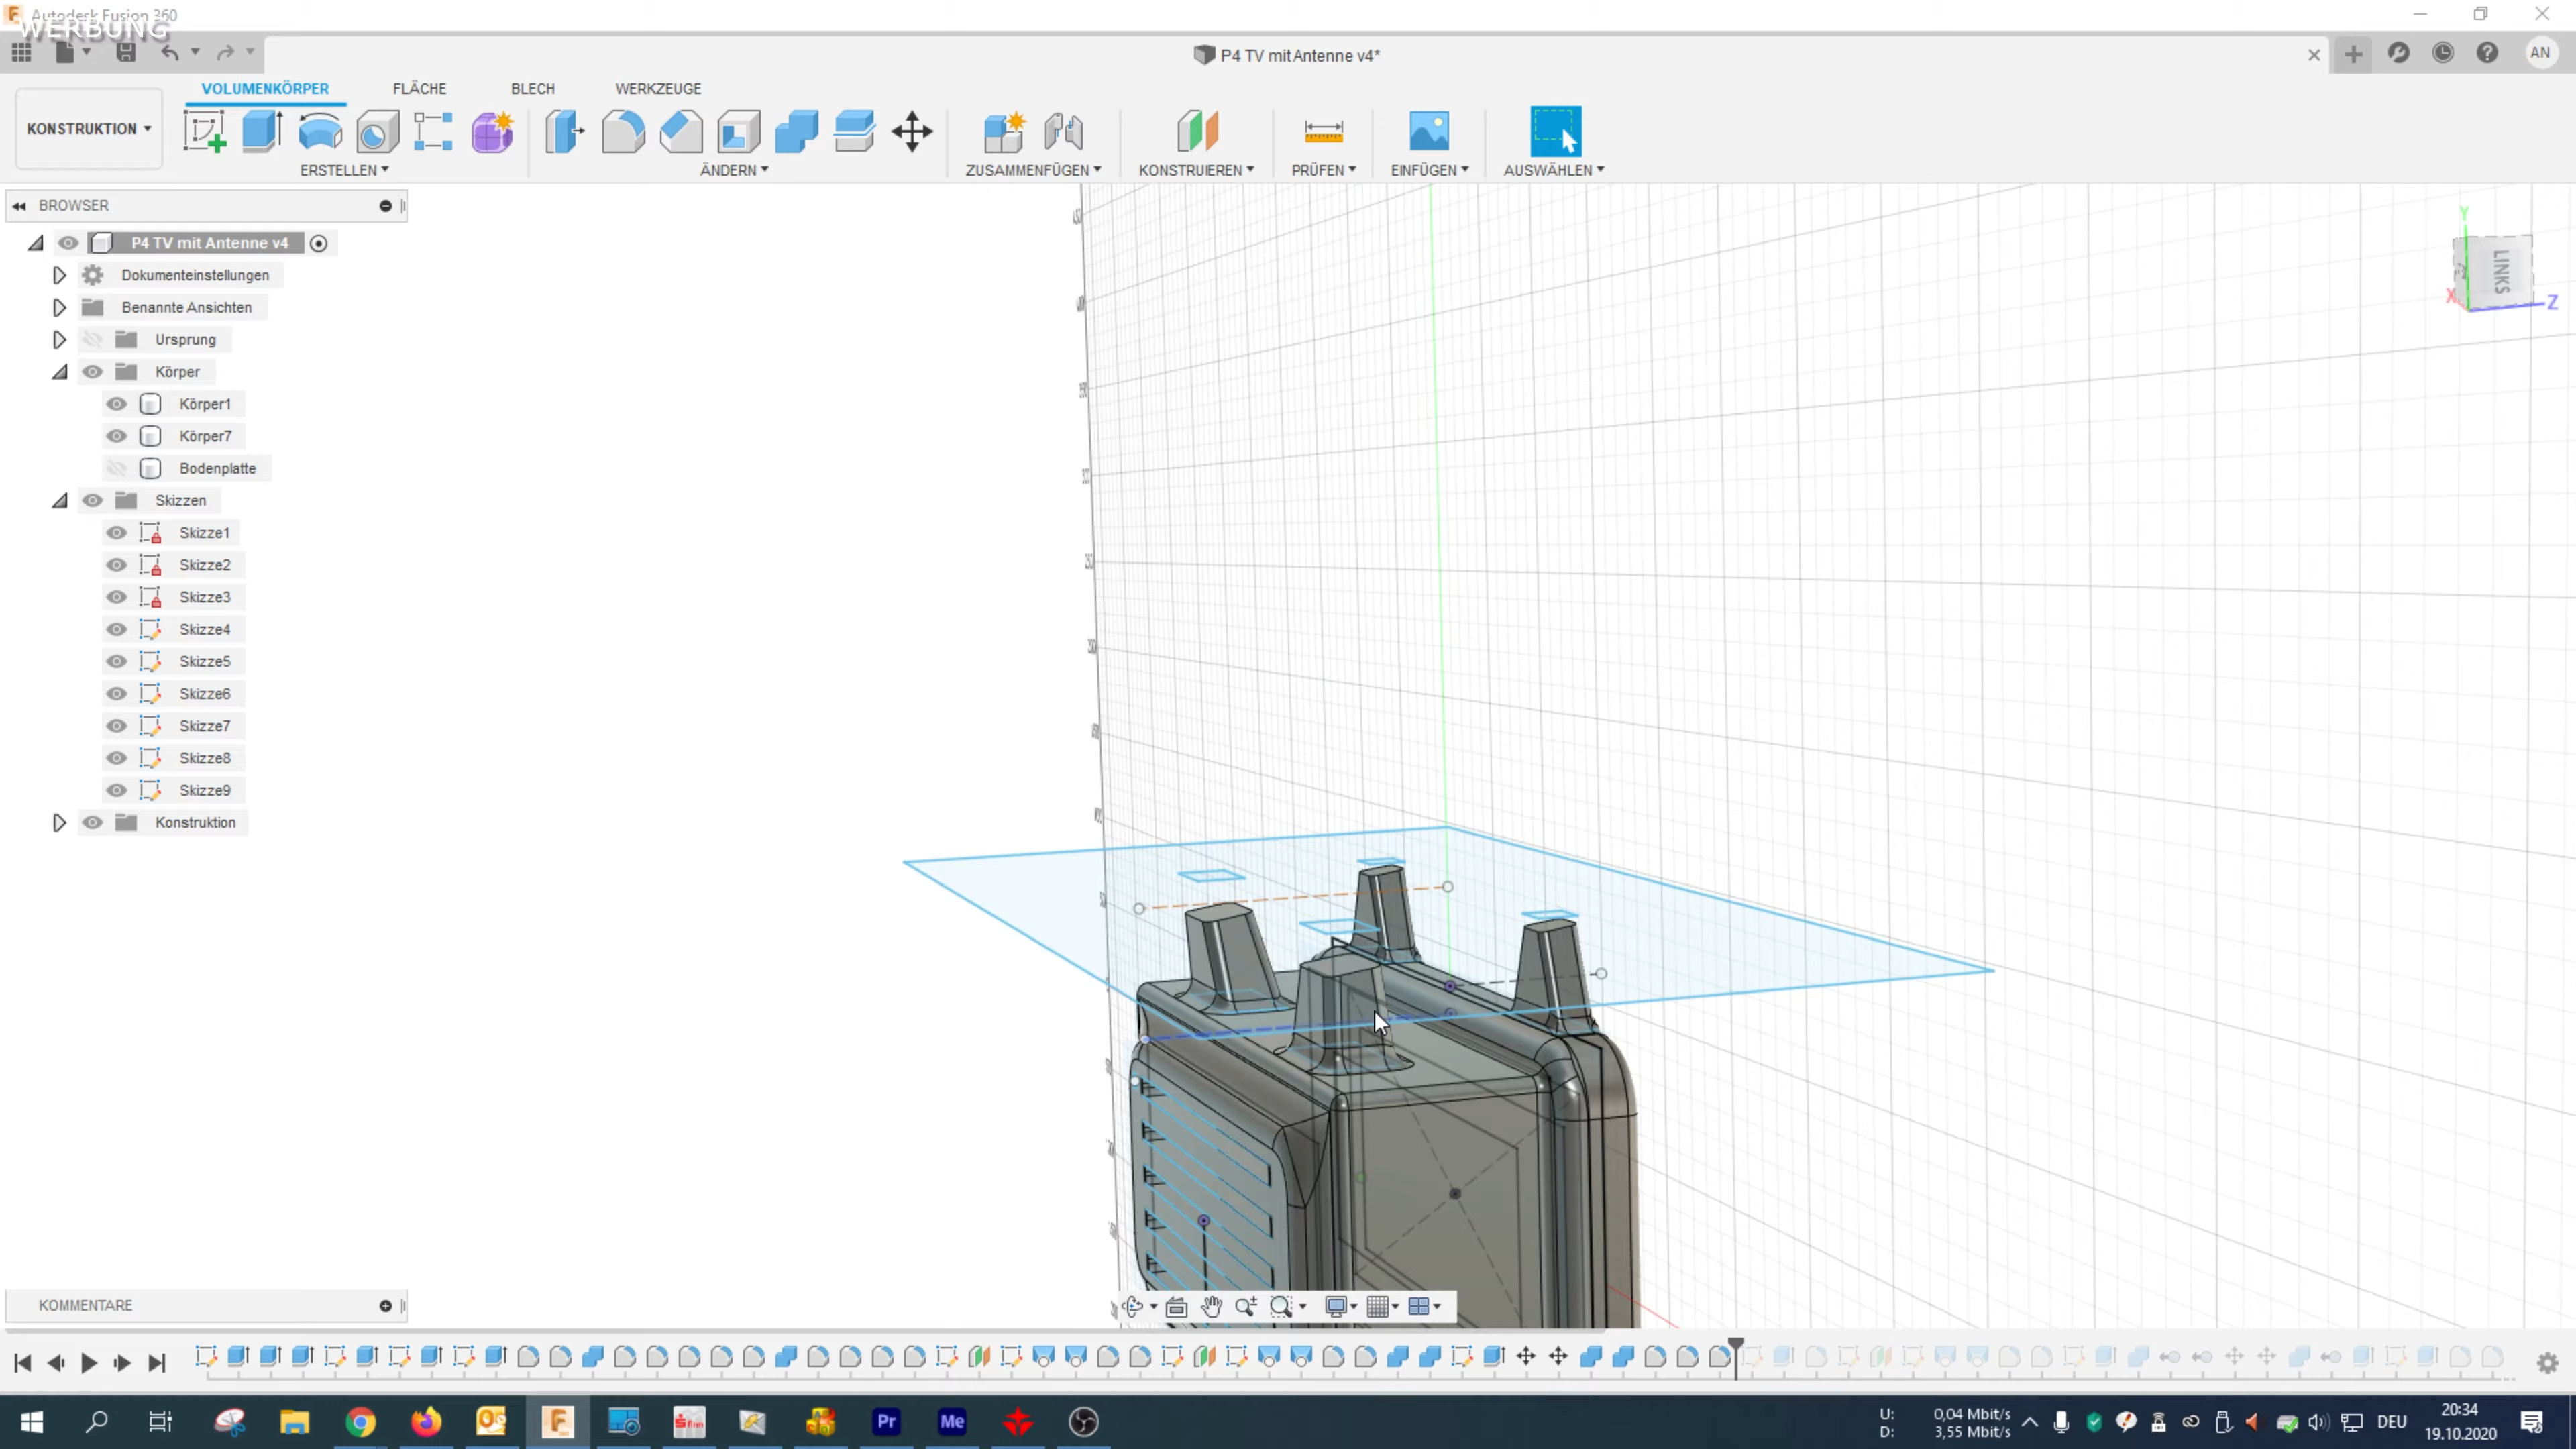 Autodesk Fusion 360
WERBUNG
P4 TV mit Antenne v4*
AN
KONSTRUKTION
VOLUMENKÖRPER FLÄCHE BLECH WERKZEUGE
ERSTELLEN ÄNDERN ZUSAMMENFÜGEN KONSTRUIEREN PRÜFEN EINFÜGEN AUSWÄHLEN
BROWSER
P4 TV mit Antenne v4
Dokumenteinstellungen
Benannte Ansichten
Ursprung
Körper
Körper1
Körper7
Bodenplatte
Skizzen
Skizze1
Skizze2
Skizze3
Skizze4
Skizze5
Skizze6
Skizze7
Skizze8
Skizze9
Konstruktion
Y
LINKS
X
Z
KOMMENTARE
Pr
Me
U: 0,04 Mbit/s
D: 3,55 Mbit/s
DEU
20:34
19.10.2020